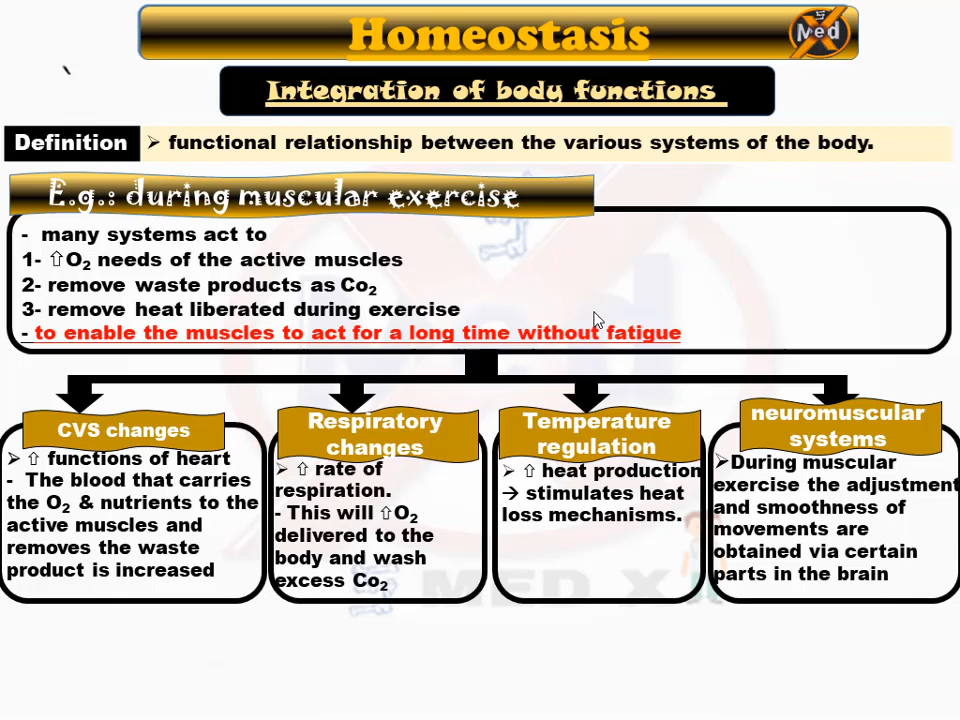 Homeostasis
Med
Integration of body functions
Definition
➢ functional relationship between the various systems of the body.
E.g.: during muscular exercise
- many systems act to
1- ⇧O₂ needs of the active muscles
2- remove waste products as Co₂
3- remove heat liberated during exercise
- to enable the muscles to act for a long time without fatigue
CVS changes
➢ ⇧ functions of heart
- The blood that carries
the O₂ & nutrients to the
active muscles and
removes the waste
product is increased
Respiratory
changes
➢ ⇧ rate of
respiration.
- This will ⇧O₂
delivered to the
body and wash
excess Co₂
Temperature
regulation
➢ ⇧ heat production
→ stimulates heat
loss mechanisms.
neuromuscular
systems
➢During muscular
exercise the adjustment
and smoothness of
movements are
obtained via certain
parts in the brain
MED X